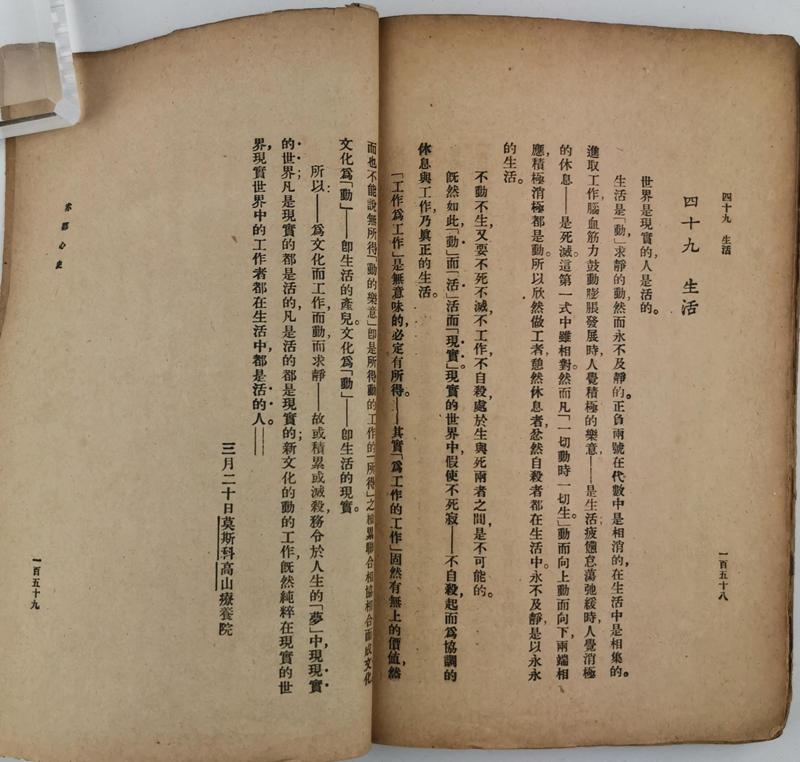 四十九　生活
四十九　生活
世界是現實的，人是活的。
生活是「動」，求靜的動，然而永不及靜的。正負兩號在代數中是相消的，在生活中是相集的。
進取工作，腦血筋力鼓動膨脹發展時，人覺積極的樂意——是生活；疲憊怠蕩弛緩時，人覺消極
的休息——是死滅。這第一式中雖相對，然而凡「一切動時一切生。」動而向上，動而向下，兩端相
應，積極消極都是動。所以欣然做工者，憩然休息者，忿然自殺者都在生活中。永不及靜，是以永永
的生活。
不動不生，又要不死不滅，不工作，不自殺，處於生與死兩者之間，是不可能的。
既然如此，「動」而「活」，活而「現實」。現實的世界中，假使不死寂——不自殺，起而爲協調的
休息與工作，乃眞正的生活。
「工作爲工作」是無意味的，必定有所得。——其實「爲工作的工作」固然有無上的價値，然
一百五十八
而也不能說無所得，「動的樂意」卽是所得，動的工作的「所得」之積累聯合相協相合而成文化
文化爲「動」——卽生活的產兒。文化爲「動」——卽生活的現實。
所以——爲文化而工作，而動，而求靜——故或積累或滅殺，務令於人生的「夢」中，現現實
的世界；凡是現實的都是活的，凡是活的都是現實的；新文化的動的工作，旣然純粹在現實的世
界，現實世界中的工作者都在生活中，都是活的人。——
三月二十日莫斯科高山療養院
赤都心史
一百五十九